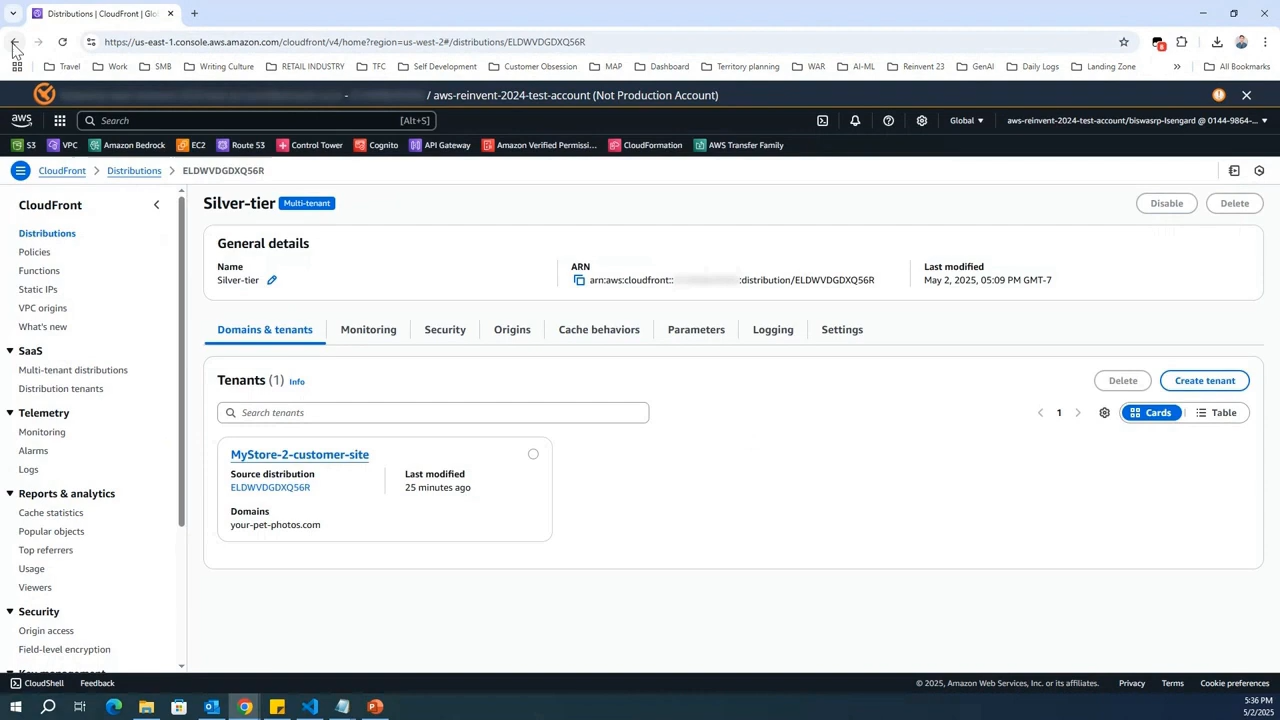 Distributions | CloudFront | Glo
https://us-east-1.console.aws.amazon.com/cloudfront/v4/home?region=us-west-2#/distributions/ELDWVDGDXQ56R
Travel Work SMB Writing Culture RETAIL INDUSTRY TFC Self Development Customer Obsession MAP Dashboard Territory planning WAR AI-ML Reinvent 23 GenAI Daily Logs Landing Zone » All Bookmarks
- / aws-reinvent-2024-test-account (Not Production Account)
aws Search [Alt+S] Global aws-reinvent-2024-test-account/biswasrp-Isengard @ 0144-9864-...
S3 VPC Amazon Bedrock EC2 Route 53 Control Tower Cognito API Gateway Amazon Verified Permissi... CloudFormation AWS Transfer Family
CloudFront Distributions ELDWVDGDXQ56R
CloudFront
Distributions
Policies
Functions
Static IPs
VPC origins
What's new
SaaS
Multi-tenant distributions
Distribution tenants
Telemetry
Monitoring
Alarms
Logs
Reports & analytics
Cache statistics
Popular objects
Top referrers
Usage
Viewers
Security
Origin access
Field-level encryption
Silver-tier Multi-tenant Disable Delete
General details
Name ARN Last modified
Silver-tier arn:aws:cloudfront:: :distribution/ELDWVDGDXQ56R May 2, 2025, 05:09 PM GMT-7
Domains & tenants Monitoring Security Origins Cache behaviors Parameters Logging Settings
Tenants (1) Info Delete Create tenant
Search tenants 1 Cards Table
MyStore-2-customer-site
Source distribution Last modified
ELDWVDGDXQ56R 25 minutes ago
Domains
your-pet-photos.com
CloudShell Feedback © 2025, Amazon Web Services, Inc. or its affiliates. Privacy Terms Cookie preferences
5:36 PM
5/2/2025